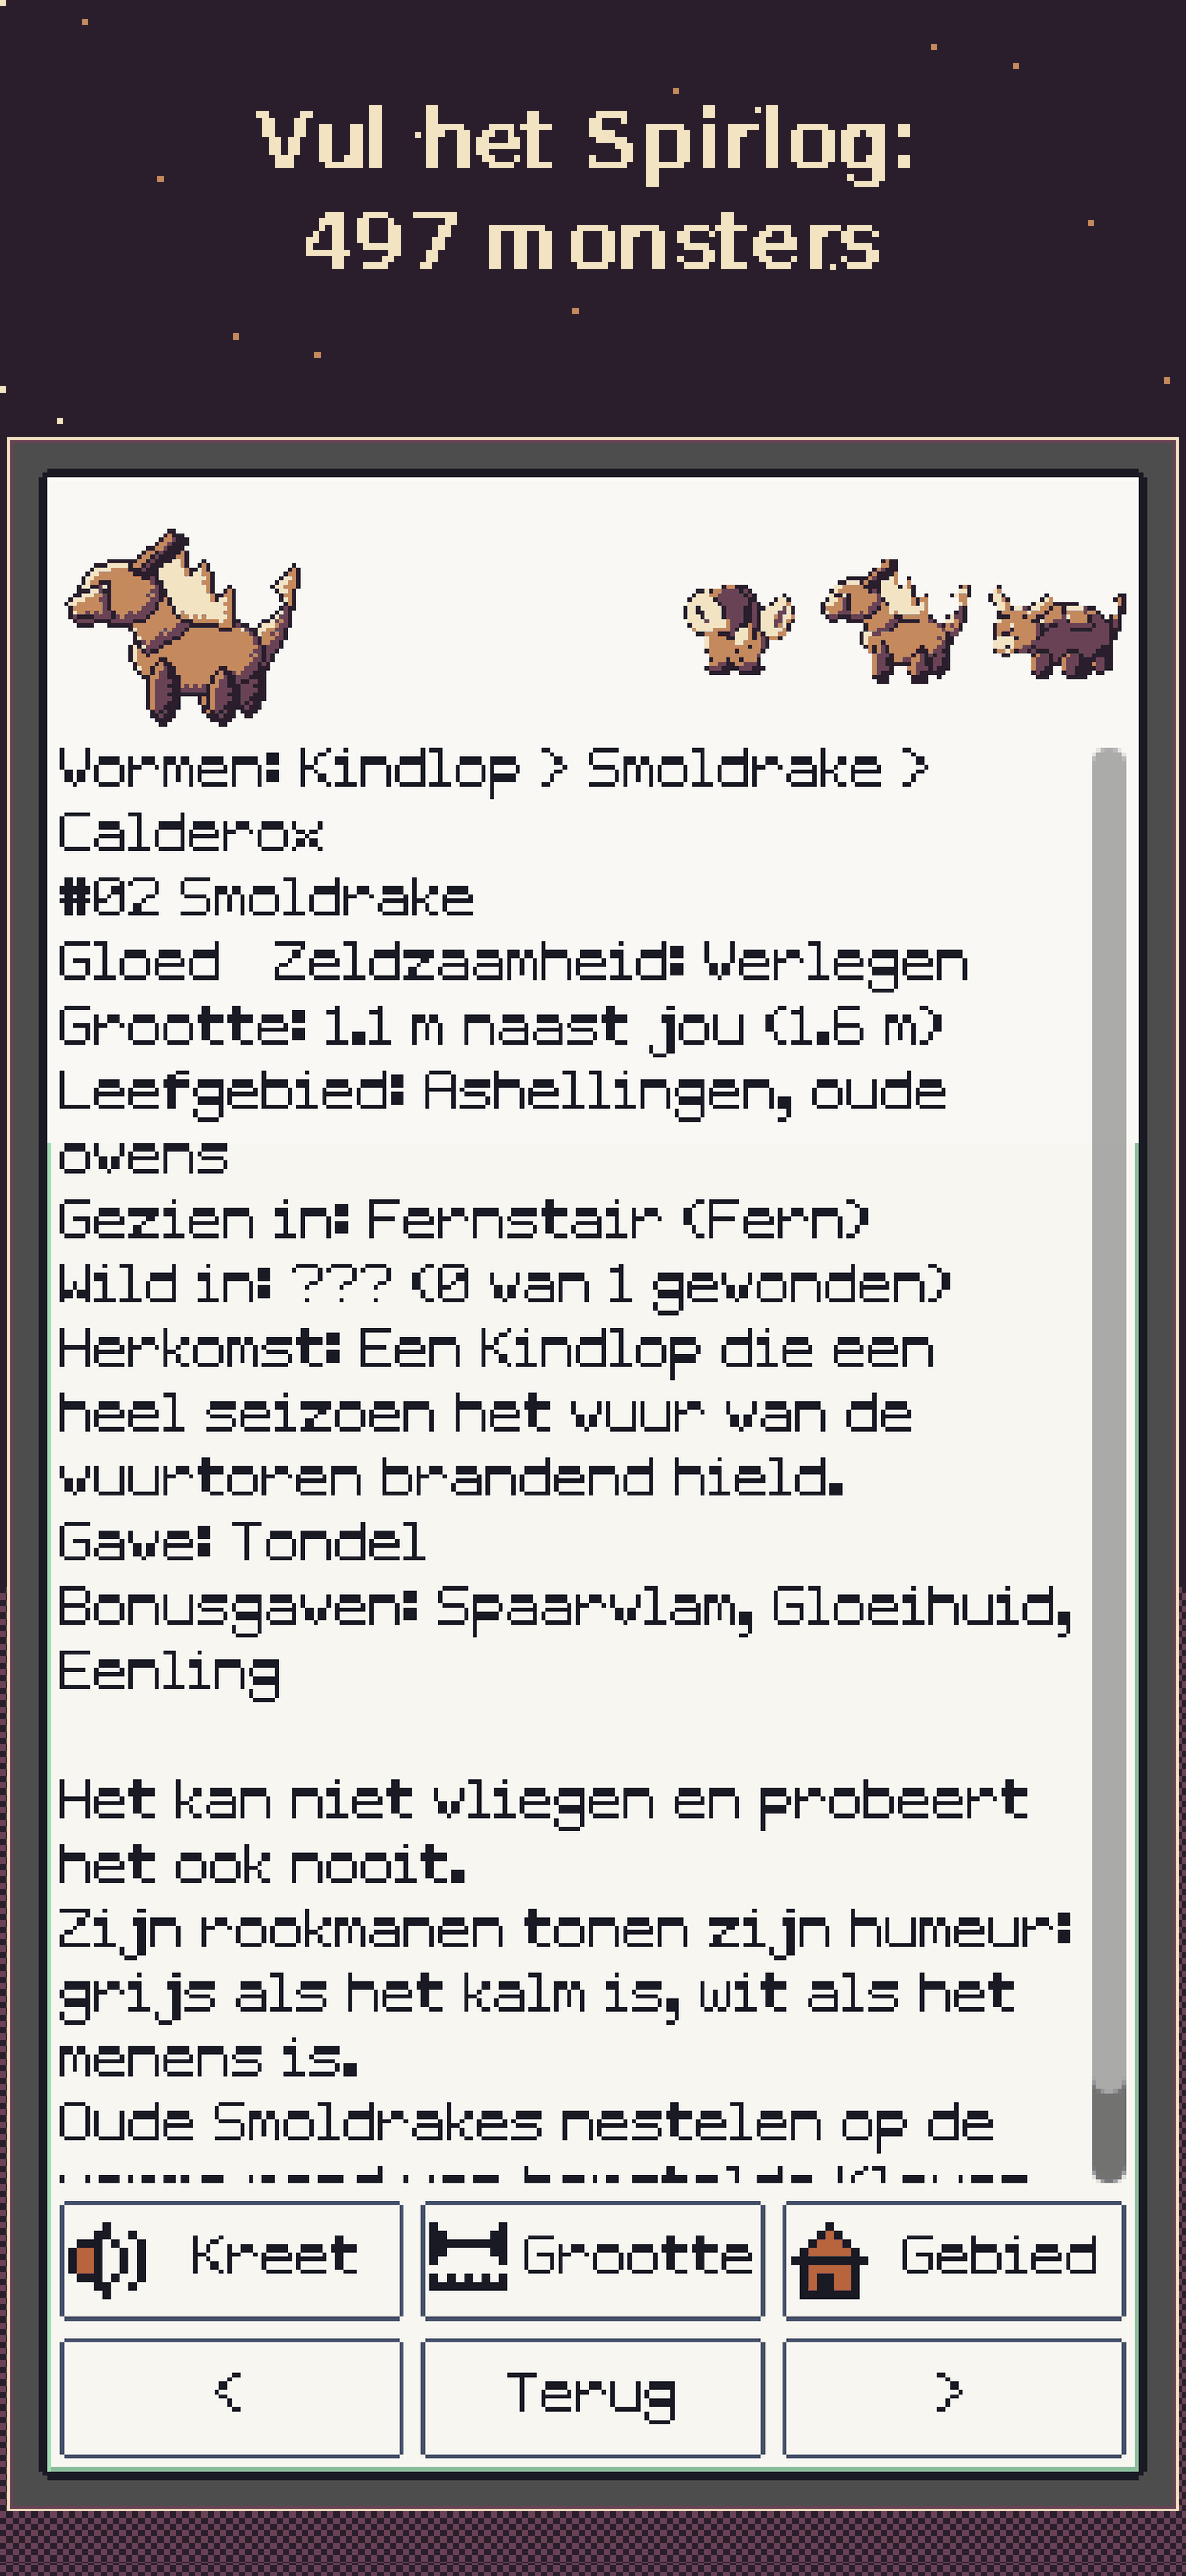 Vul het Spirlog:
497 monsters
Vormen: Kindlop > Smoldrake >
Calderox
#02 Smoldrake
Gloed Zeldzaamheid: Verlegen
Grootte: 1.1 m naast jou (1.6 m)
Leefgebied: Ashellingen, oude
ovens
Gezien in: Fernstair (Fern)
Wild in: ??? (0 van 1 gevonden)
Herkomst: Een Kindlop die een
heel seizoen het vuur van de
vuurtoren brandend hield.
Gave: Tondel
Bonusgaven: Spaarvlam, Gloeihuid,
Eenling
Het kan niet vliegen en probeert
het ook nooit.
Zijn rookmanen tonen zijn humeur:
grijs als het kalm is, wit als het
menens is.
Oude Smoldrakes nestelen op de
Kreet
Grootte
Gebied
<
Terug
>